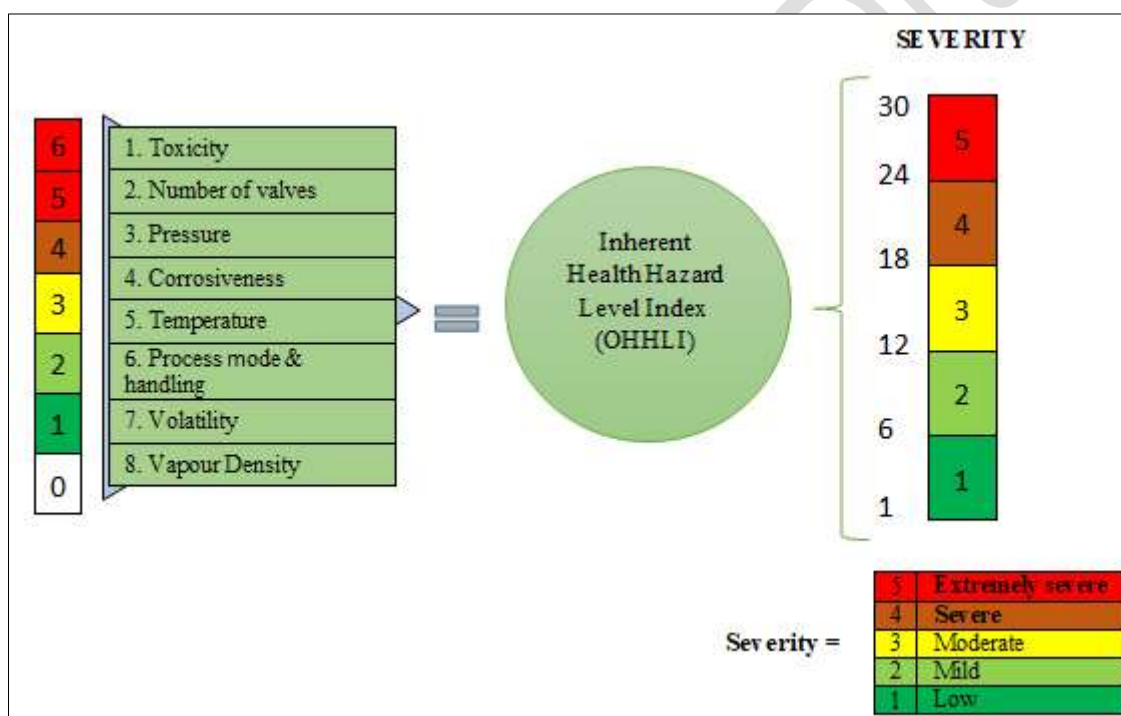 SEVERITY
6
5
4
3
2
1
0
1. Toxicity
2. Number of valves
3. Pressure
4. Corrosiveness
5. Temperature
6. Process mode &
handling
7. Volatility
8. Vapour Density
Inherent
Health Hazard
Level Index
(OHHLI)
30
24
18
12
6
1
5
4
3
2
1
Severity =
5 Extremely severe
4 Severe
3 Moderate
2 Mild
1 Low